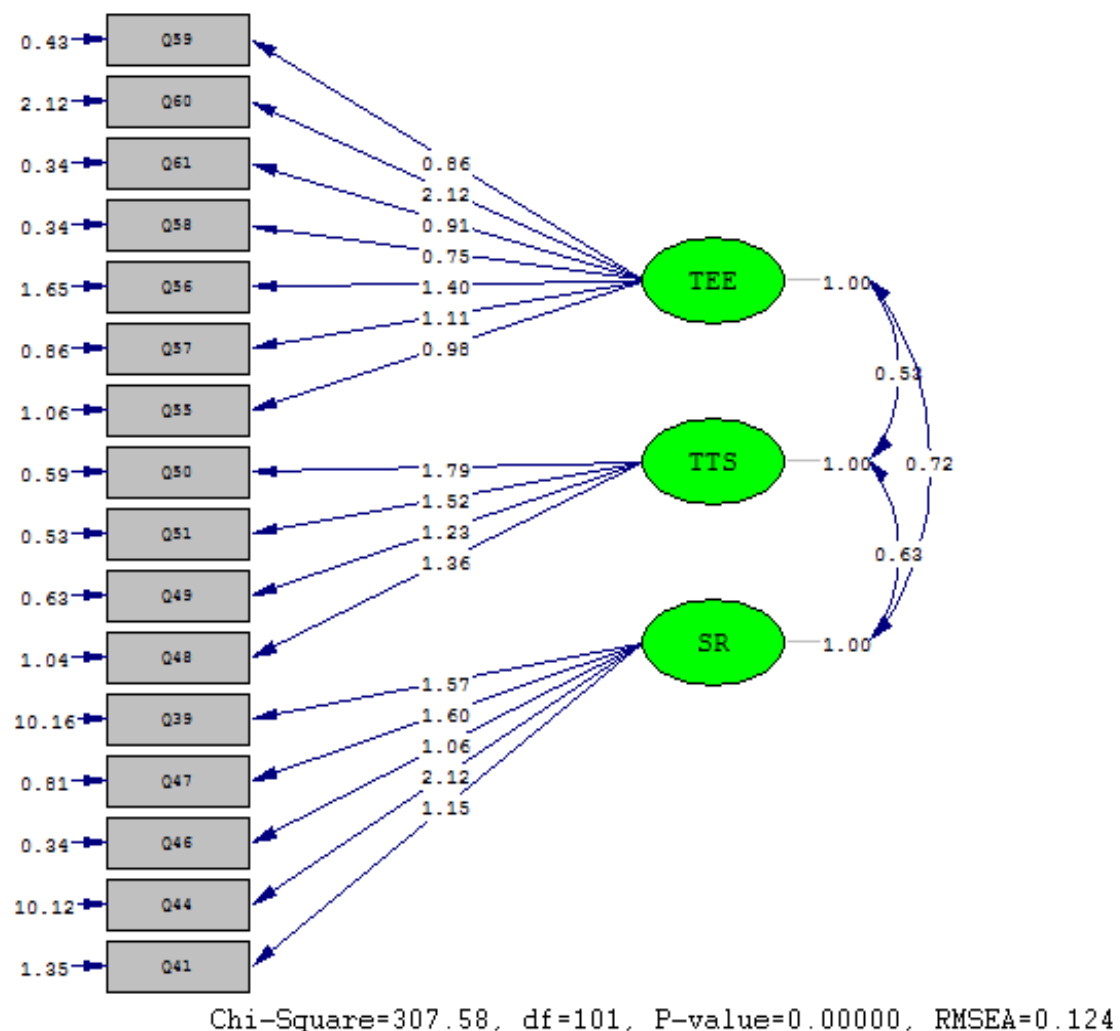 0.43 Q59
2.12 Q60
0.34 Q61
0.34 Q58
1.65 Q56
0.86 Q57
1.06 Q55
0.59 Q50
0.53 Q51
0.63 Q49
1.04 Q48
10.16 Q39
0.81 Q47
0.34 Q46
10.12 Q44
1.35 Q41
0.86
2.12
0.91
0.75
1.40
1.11
0.98
1.79
1.52
1.23
1.36
1.57
1.60
1.06
2.12
1.15
TEE 1.00
TTS 1.00
SR 1.00
0.53
0.72
0.63
Chi-Square=307.58, df=101, P-value=0.00000, RMSEA=0.124